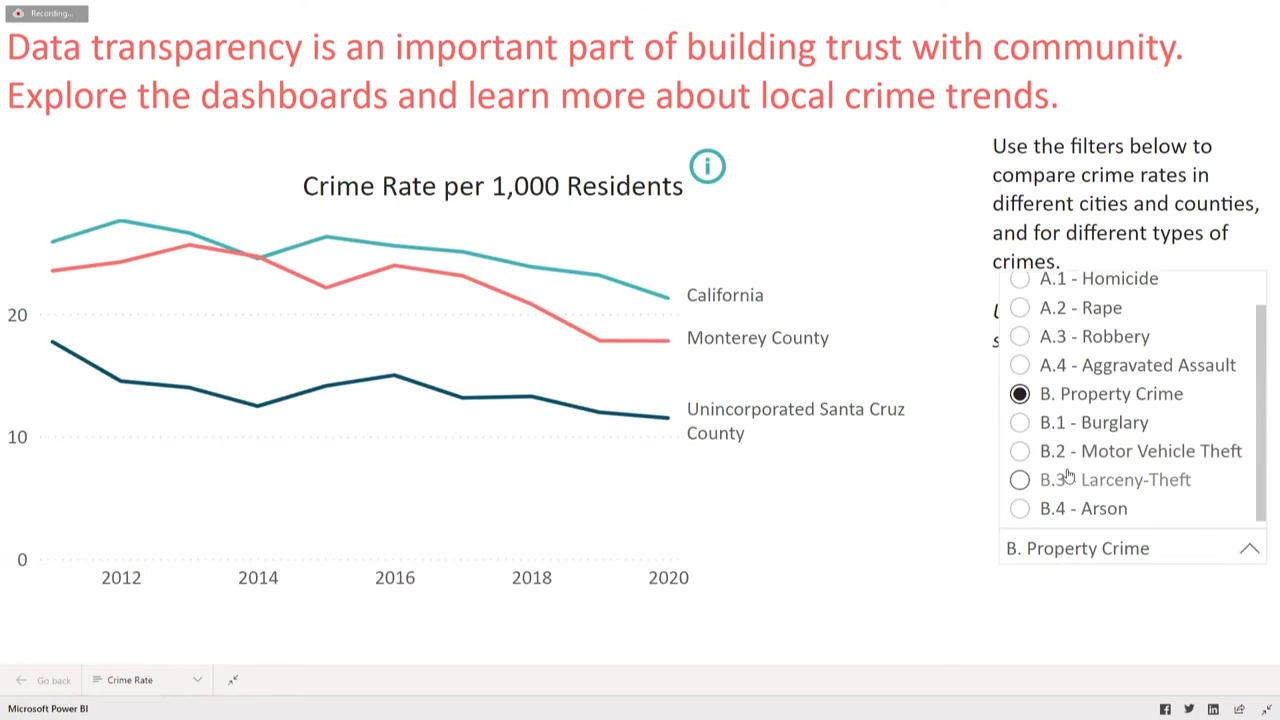 Recording...
Data transparency is an important part of building trust with community.
Explore the dashboards and learn more about local crime trends.
Crime Rate per 1,000 Residents
i
Use the filters below to
compare crime rates in
different cities and counties,
and for different types of
crimes.
A.1 - Homicide
A.2 - Rape
A.3 - Robbery
A.4 - Aggravated Assault
B. Property Crime
B.1 - Burglary
B.2 - Motor Vehicle Theft
B.3 Larceny-Theft
B.4 - Arson
B. Property Crime
California
Monterey County
Unincorporated Santa Cruz
County
20
10
0
2012 2014 2016 2018 2020
Go back Crime Rate
Microsoft Power BI